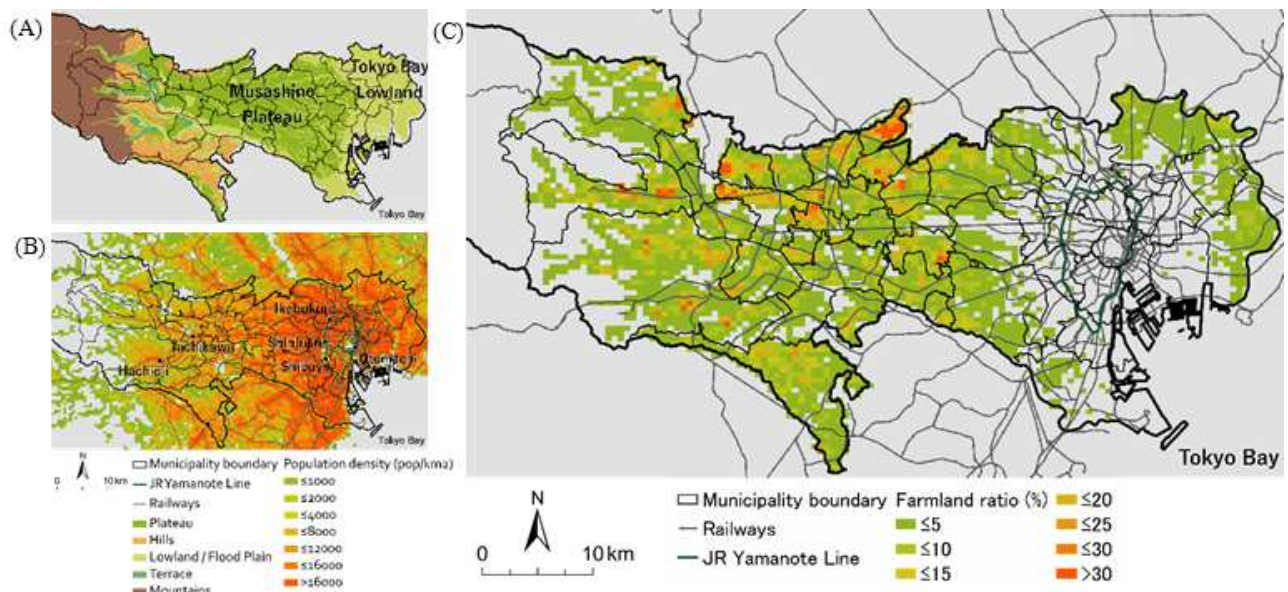 (A)
Tokyo Bay
Lowland
Musashino
Plateau
Tokyo Bay
(B)
Ikebukuro
Shinjuku
Tachikawa
Shibuya
Hachioji
Tokyo Bay
N
0 10 km
Municipality boundary
JR Yamanote Line
Railways
Plateau
Hills
Lowland / Flood Plain
Terrace
Mountains
Population density (pop/km2)
≤1000
≤2000
≤4000
≤8000
≤12000
≤16000
>16000
(C)
Tokyo Bay
N
0 10 km
Municipality boundary
Railways
JR Yamanote Line
Farmland ratio (%)
≤5
≤10
≤15
≤20
≤25
≤30
>30